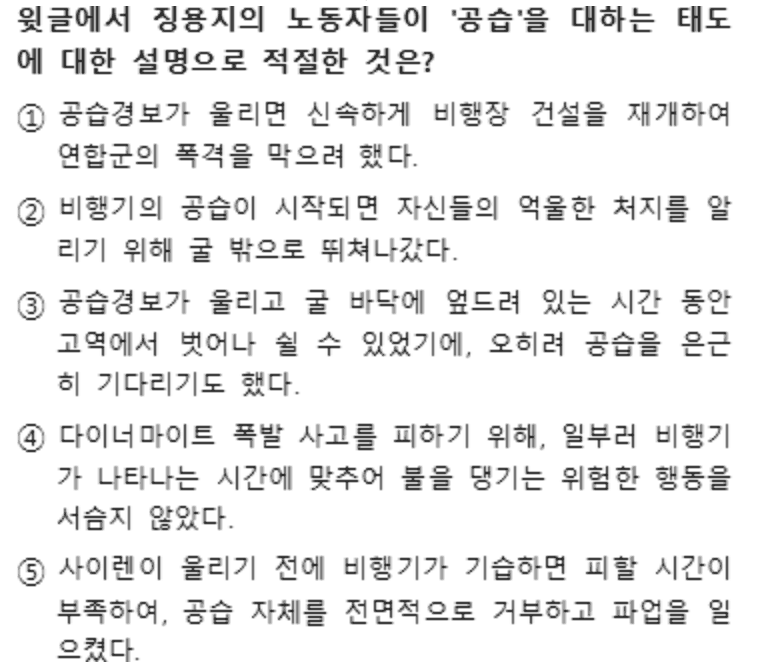 윗글에서 징용지의 노동자들이 '공습'을 대하는 태도
에 대한 설명으로 적절한 것은?
① 공습경보가 울리면 신속하게 비행장 건설을 재개하여
연합군의 폭격을 막으려 했다.
② 비행기의 공습이 시작되면 자신들의 억울한 처지를 알
리기 위해 굴 밖으로 뛰쳐나갔다.
③ 공습경보가 울리고 굴 바닥에 엎드려 있는 시간 동안
고역에서 벗어나 쉴 수 있었기에, 오히려 공습을 은근
히 기다리기도 했다.
④ 다이너마이트 폭발 사고를 피하기 위해, 일부러 비행기
가 나타나는 시간에 맞추어 불을 댕기는 위험한 행동을
서슴지 않았다.
⑤ 사이렌이 울리기 전에 비행기가 기습하면 피할 시간이
부족하여, 공습 자체를 전면적으로 거부하고 파업을 일
으켰다.